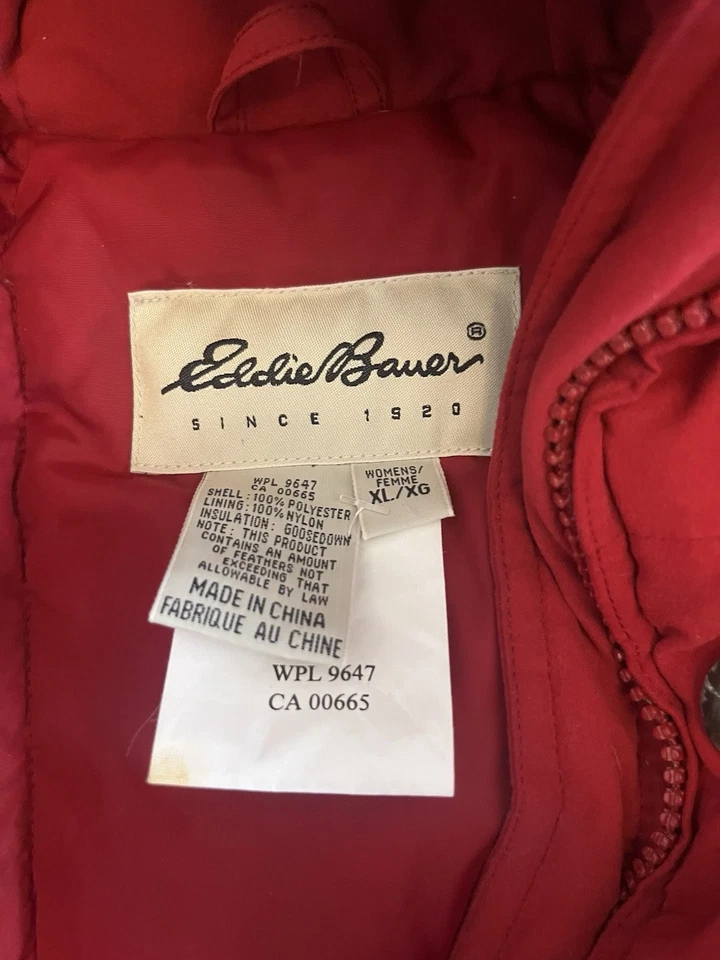 Eddie Bauer ®
SINCE 1920
WPL 9647
CA 00665
SHELL: 100% POLYESTER
LINING: 100% NYLON
INSULATION: GOOSEDOWN
NOTE: THIS PRODUCT
CONTAINS AN AMOUNT
OF FEATHERS NOT
EXCEEDING THAT
ALLOWABLE BY LAW
MADE IN CHINA
FABRIQUE AU CHINE
WOMENS/
FEMME
XL/XG
WPL 9647
CA 00665